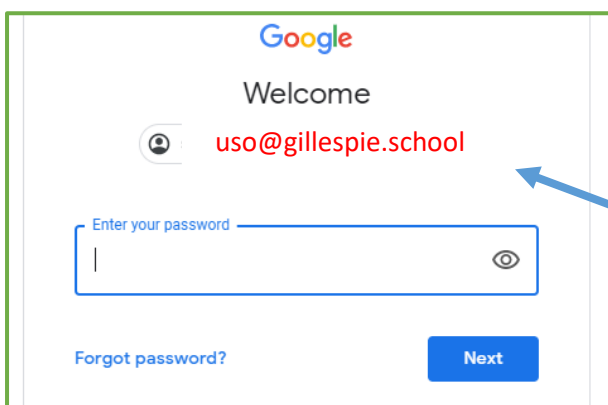 Google
Welcome
uso@gillespie.school
Enter your password
Forgot password?
Next